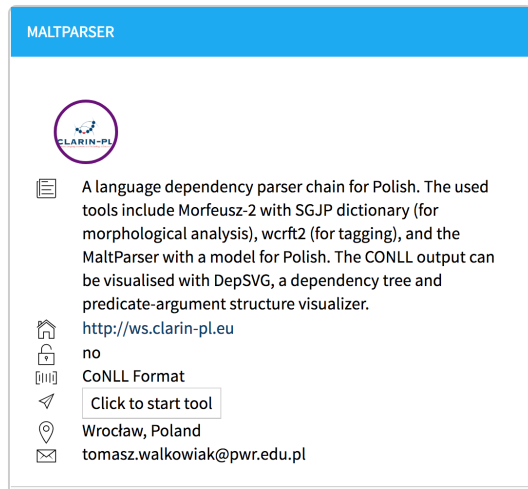 MALTPARSER
CLARIN-PL
A language dependency parser chain for Polish. The used
tools include Morfeusz-2 with SGJP dictionary (for
morphological analysis), wcrft2 (for tagging), and the
MaltParser with a model for Polish. The CONLL output can
be visualised with DepSVG, a dependency tree and
predicate-argument structure visualizer.
http://ws.clarin-pl.eu
no
CoNLL Format
Click to start tool
Wrocław, Poland
tomasz.walkowiak@pwr.edu.pl